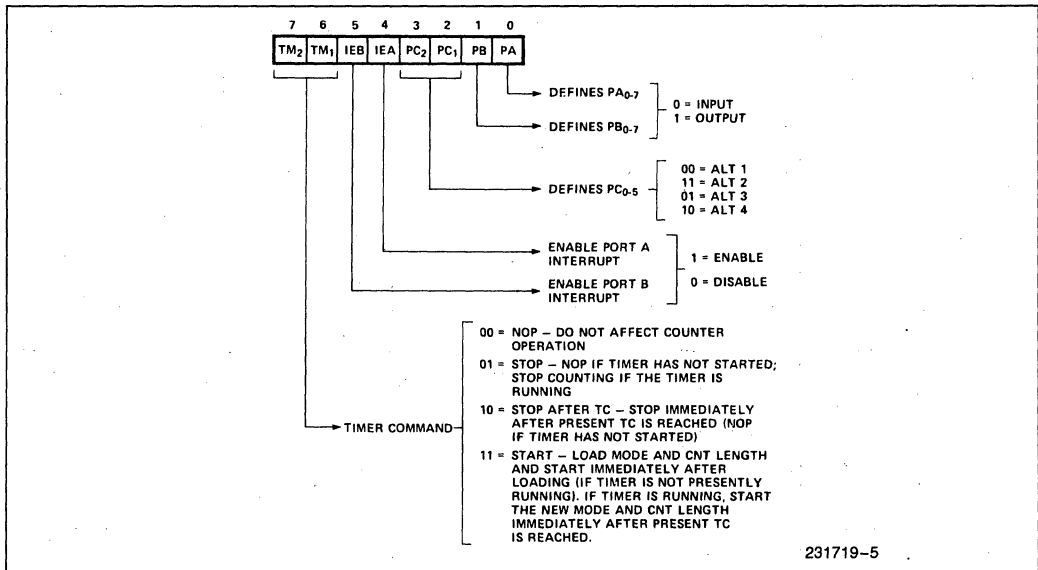 7 6 5 4 3 2 1 0
TM₂ TM₁ IEB IEA PC₂ PC₁ PB PA
DEFINES PA₀₋₇
0 = INPUT
1 = OUTPUT
DEFINES PB₀₋₇
DEFINES PC₀₋₅
00 = ALT 1
11 = ALT 2
01 = ALT 3
10 = ALT 4
ENABLE PORT A
INTERRUPT
1 = ENABLE
0 = DISABLE
ENABLE PORT B
INTERRUPT
TIMER COMMAND
00 = NOP – DO NOT AFFECT COUNTER
OPERATION
01 = STOP – NOP IF TIMER HAS NOT STARTED;
STOP COUNTING IF THE TIMER IS
RUNNING
10 = STOP AFTER TC – STOP IMMEDIATELY
AFTER PRESENT TC IS REACHED (NOP
IF TIMER HAS NOT STARTED)
11 = START – LOAD MODE AND CNT LENGTH
AND START IMMEDIATELY AFTER
LOADING (IF TIMER IS NOT PRESENTLY
RUNNING). IF TIMER IS RUNNING, START
THE NEW MODE AND CNT LENGTH
IMMEDIATELY AFTER PRESENT TC
IS REACHED.
231719–5